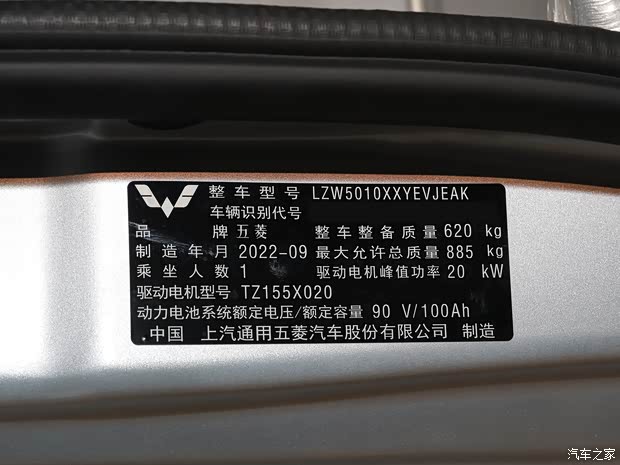 整车型号 LZW5010XXYEVJEAK
车辆识别代号
品牌 五菱 整车整备质量 620 kg
制造年月 2022-09 最大允许总质量 885 kg
乘坐人数 1 驱动电机峰值功率 20 kW
驱动电机型号 TZ155X020
动力电池系统额定电压/额定容量 90 V/100Ah
中国 上汽通用五菱汽车股份有限公司 制造
汽车之家